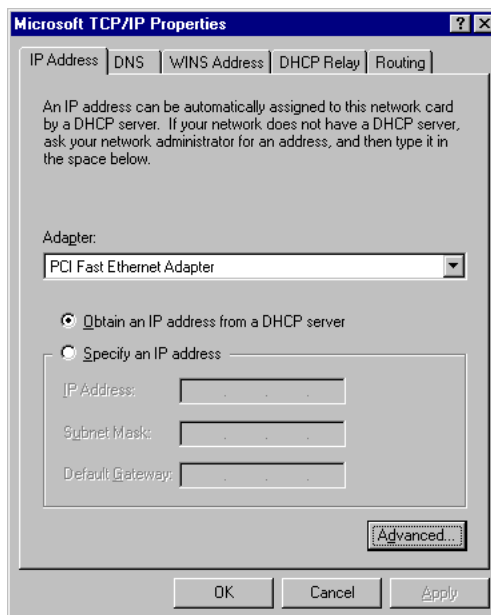 Microsoft TCP/IP Properties
IP Address DNS WINS Address DHCP Relay Routing
An IP address can be automatically assigned to this network card
by a DHCP server. If your network does not have a DHCP server,
ask your network administrator for an address, and then type it in
the space below.
Adapter:
PCI Fast Ethernet Adapter
Obtain an IP address from a DHCP server
Specify an IP address
IP Address:
Subnet Mask:
Default Gateway:
Advanced...
OK Cancel Apply